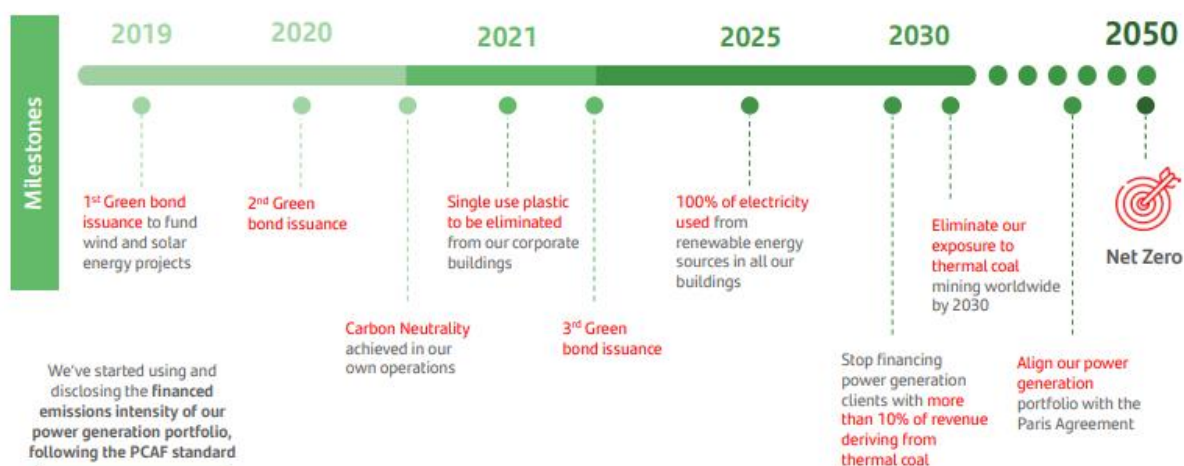 Milestones
2019
2020
2021
2025
2030
2050
1st Green bond
issuance to fund
wind and solar
energy projects
2nd Green
bond issuance
Carbon Neutrality
achieved in our
own operations
Single use plastic
to be eliminated
from our corporate
buildings
3rd Green
bond issuance
100% of electricity
used from
renewable energy
sources in all our
buildings
Stop financing
power generation
clients with more
than 10% of revenue
deriving from
thermal coal
Eliminate our
exposure to
thermal coal
mining worldwide
by 2030
Align our power
generation
portfolio with the
Paris Agreement
Net Zero
We've started using and
disclosing the financed
emissions intensity of our
power generation portfolio,
following the PCAF standard